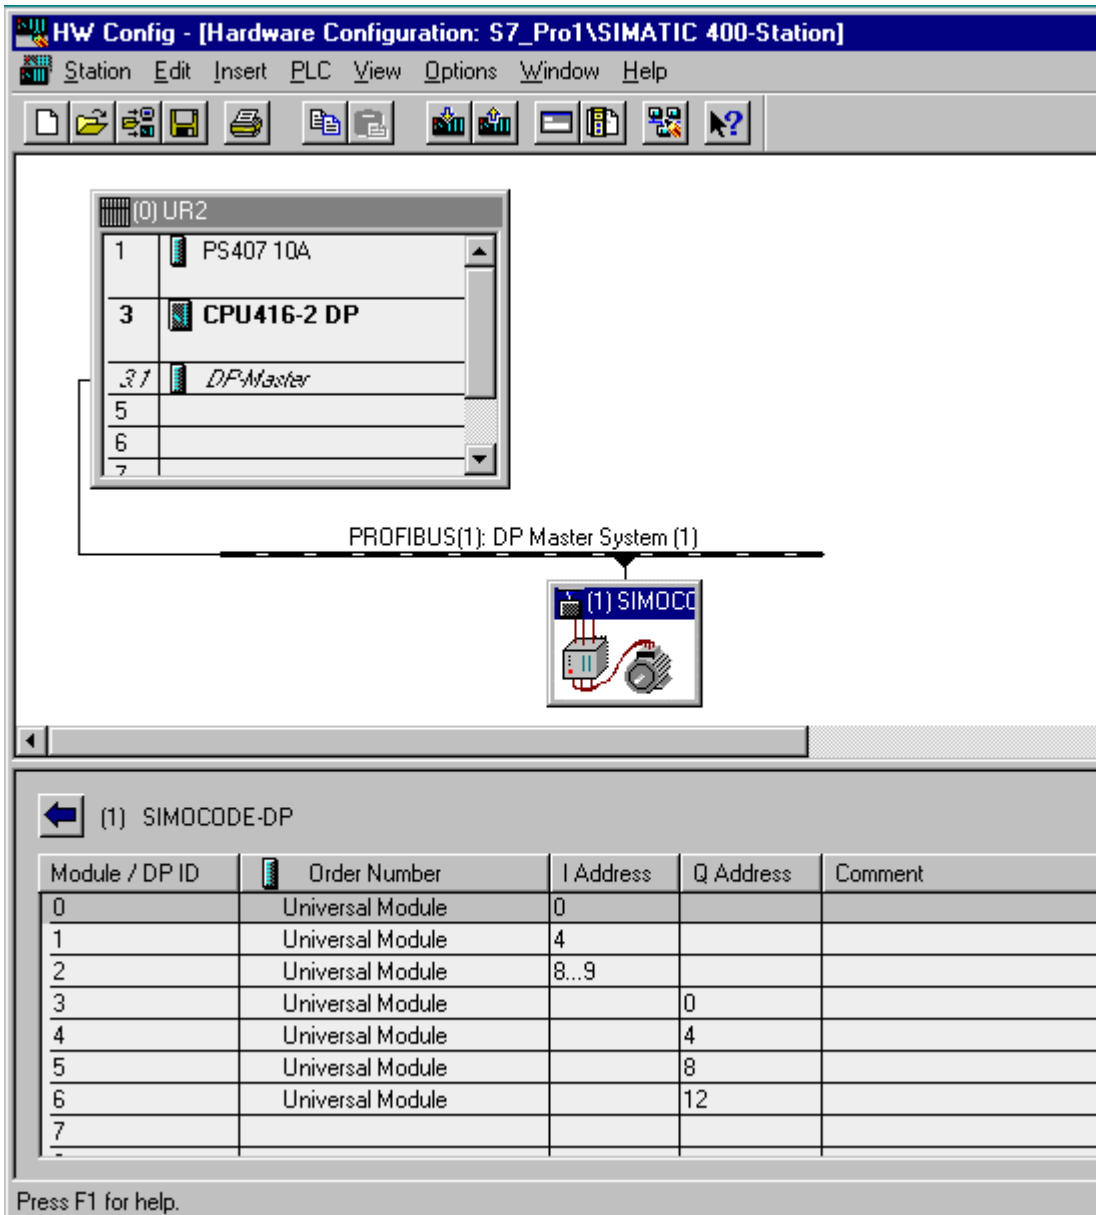 HW Config - [Hardware Configuration: S7_Pro1\SIMATIC 400-Station]
Station Edit Insert PLC View Options Window Help
(0) UR2
1 PS407 10A
3 CPU416-2 DP
3.1 DP-Master
5
6
7
PROFIBUS(1): DP Master System (1)
(1) SIMOCO
(1) SIMOCODE-DP
Module / DP ID Order Number I Address Q Address Comment
0 Universal Module 0
1 Universal Module 4
2 Universal Module 8...9
3 Universal Module 0
4 Universal Module 4
5 Universal Module 8
6 Universal Module 12
7
Press F1 for help.